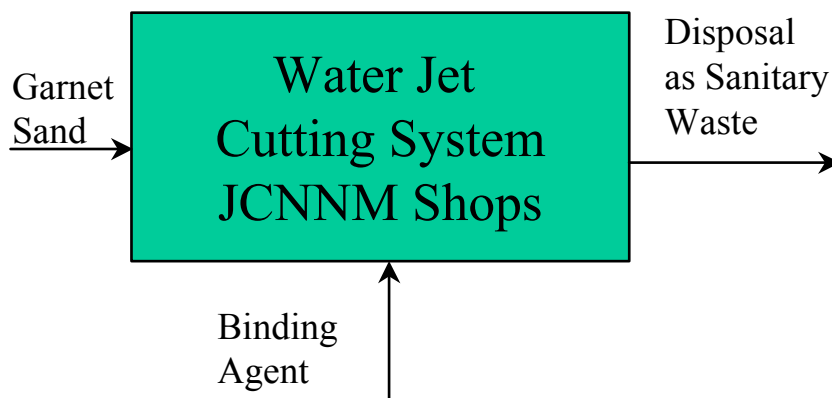 Garnet
Sand
Water Jet
Cutting System
JCNNM Shops
Disposal
as Sanitary
Waste
Binding
Agent